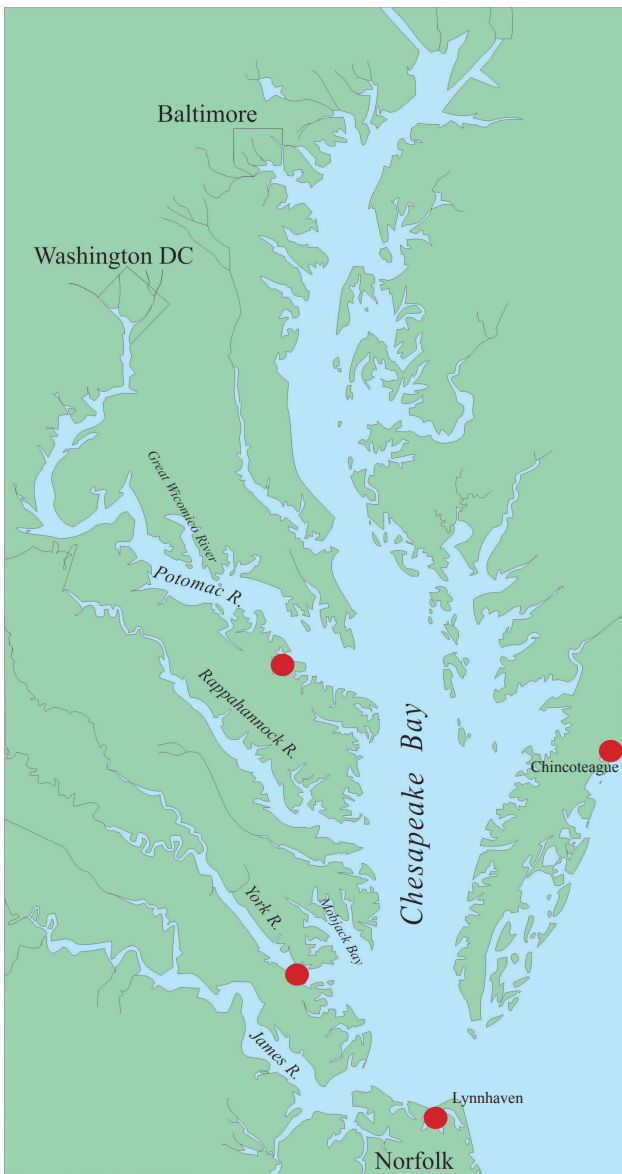 Baltimore
Washington DC
Great Wicomico River
Potomac R.
Rappahannock R.
Chesapeake Bay
Chincoteague
York R.
Mobjack Bay
James R.
Lynnhaven
Norfolk